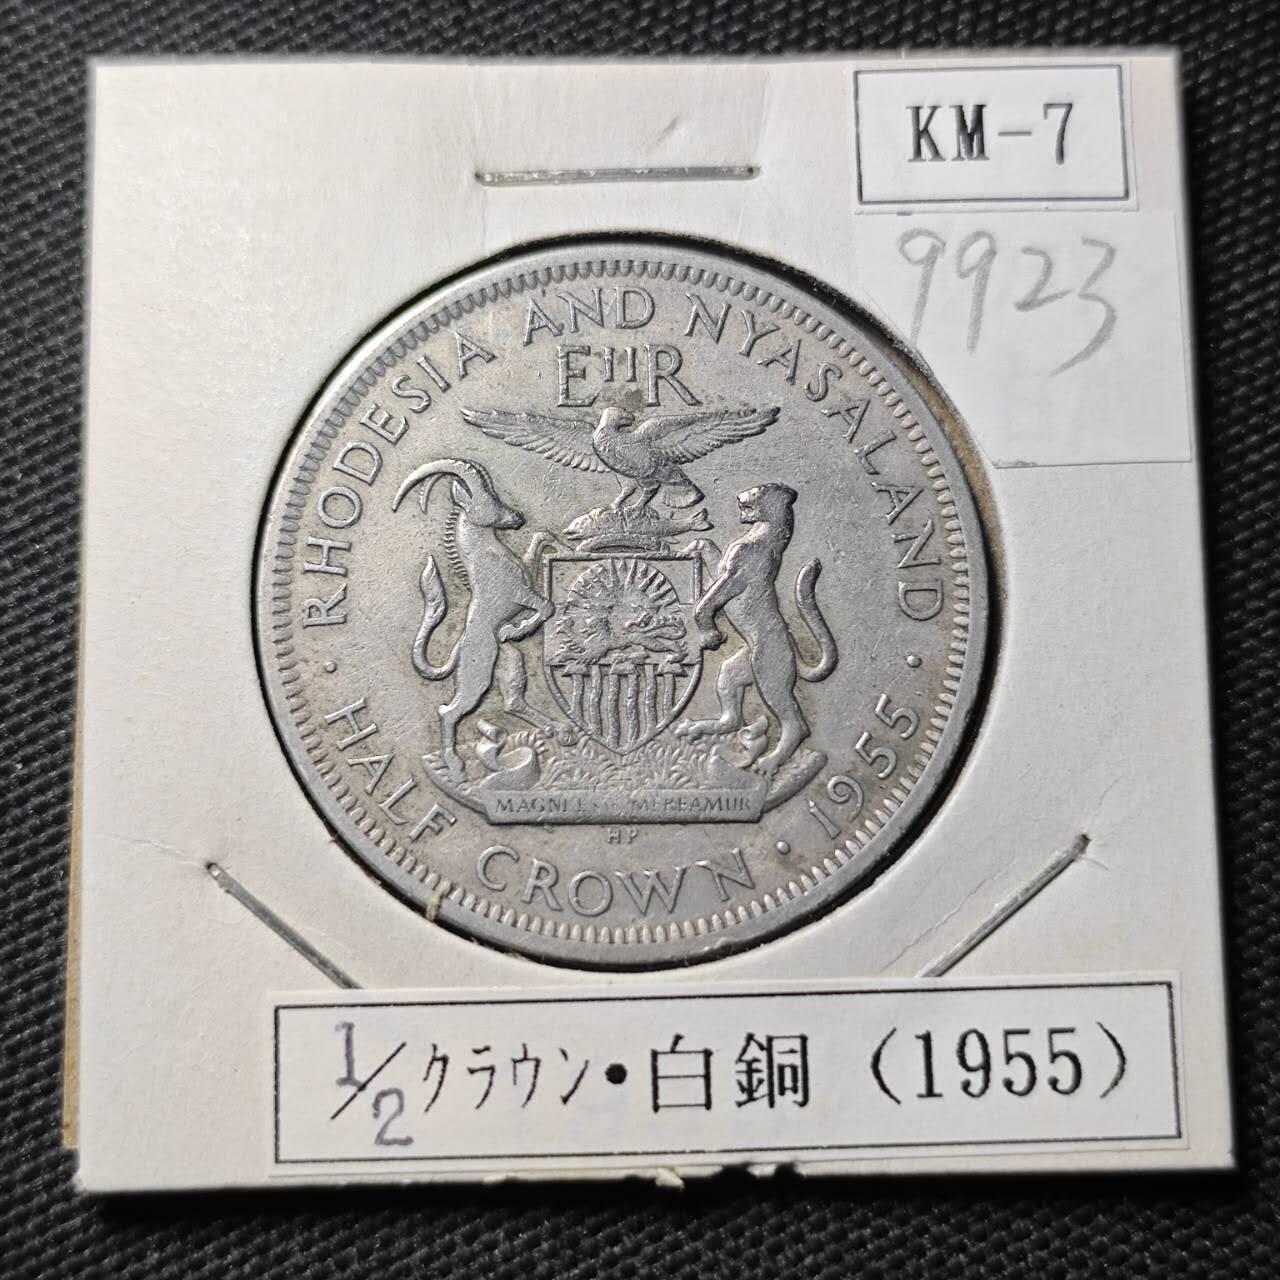 KM-7
9923
· RHODESIA AND NYASALAND ·
EIIR
MEREAMUR
HP
HALF CROWN · 1955
1/2 クラウン・白銅（1955）